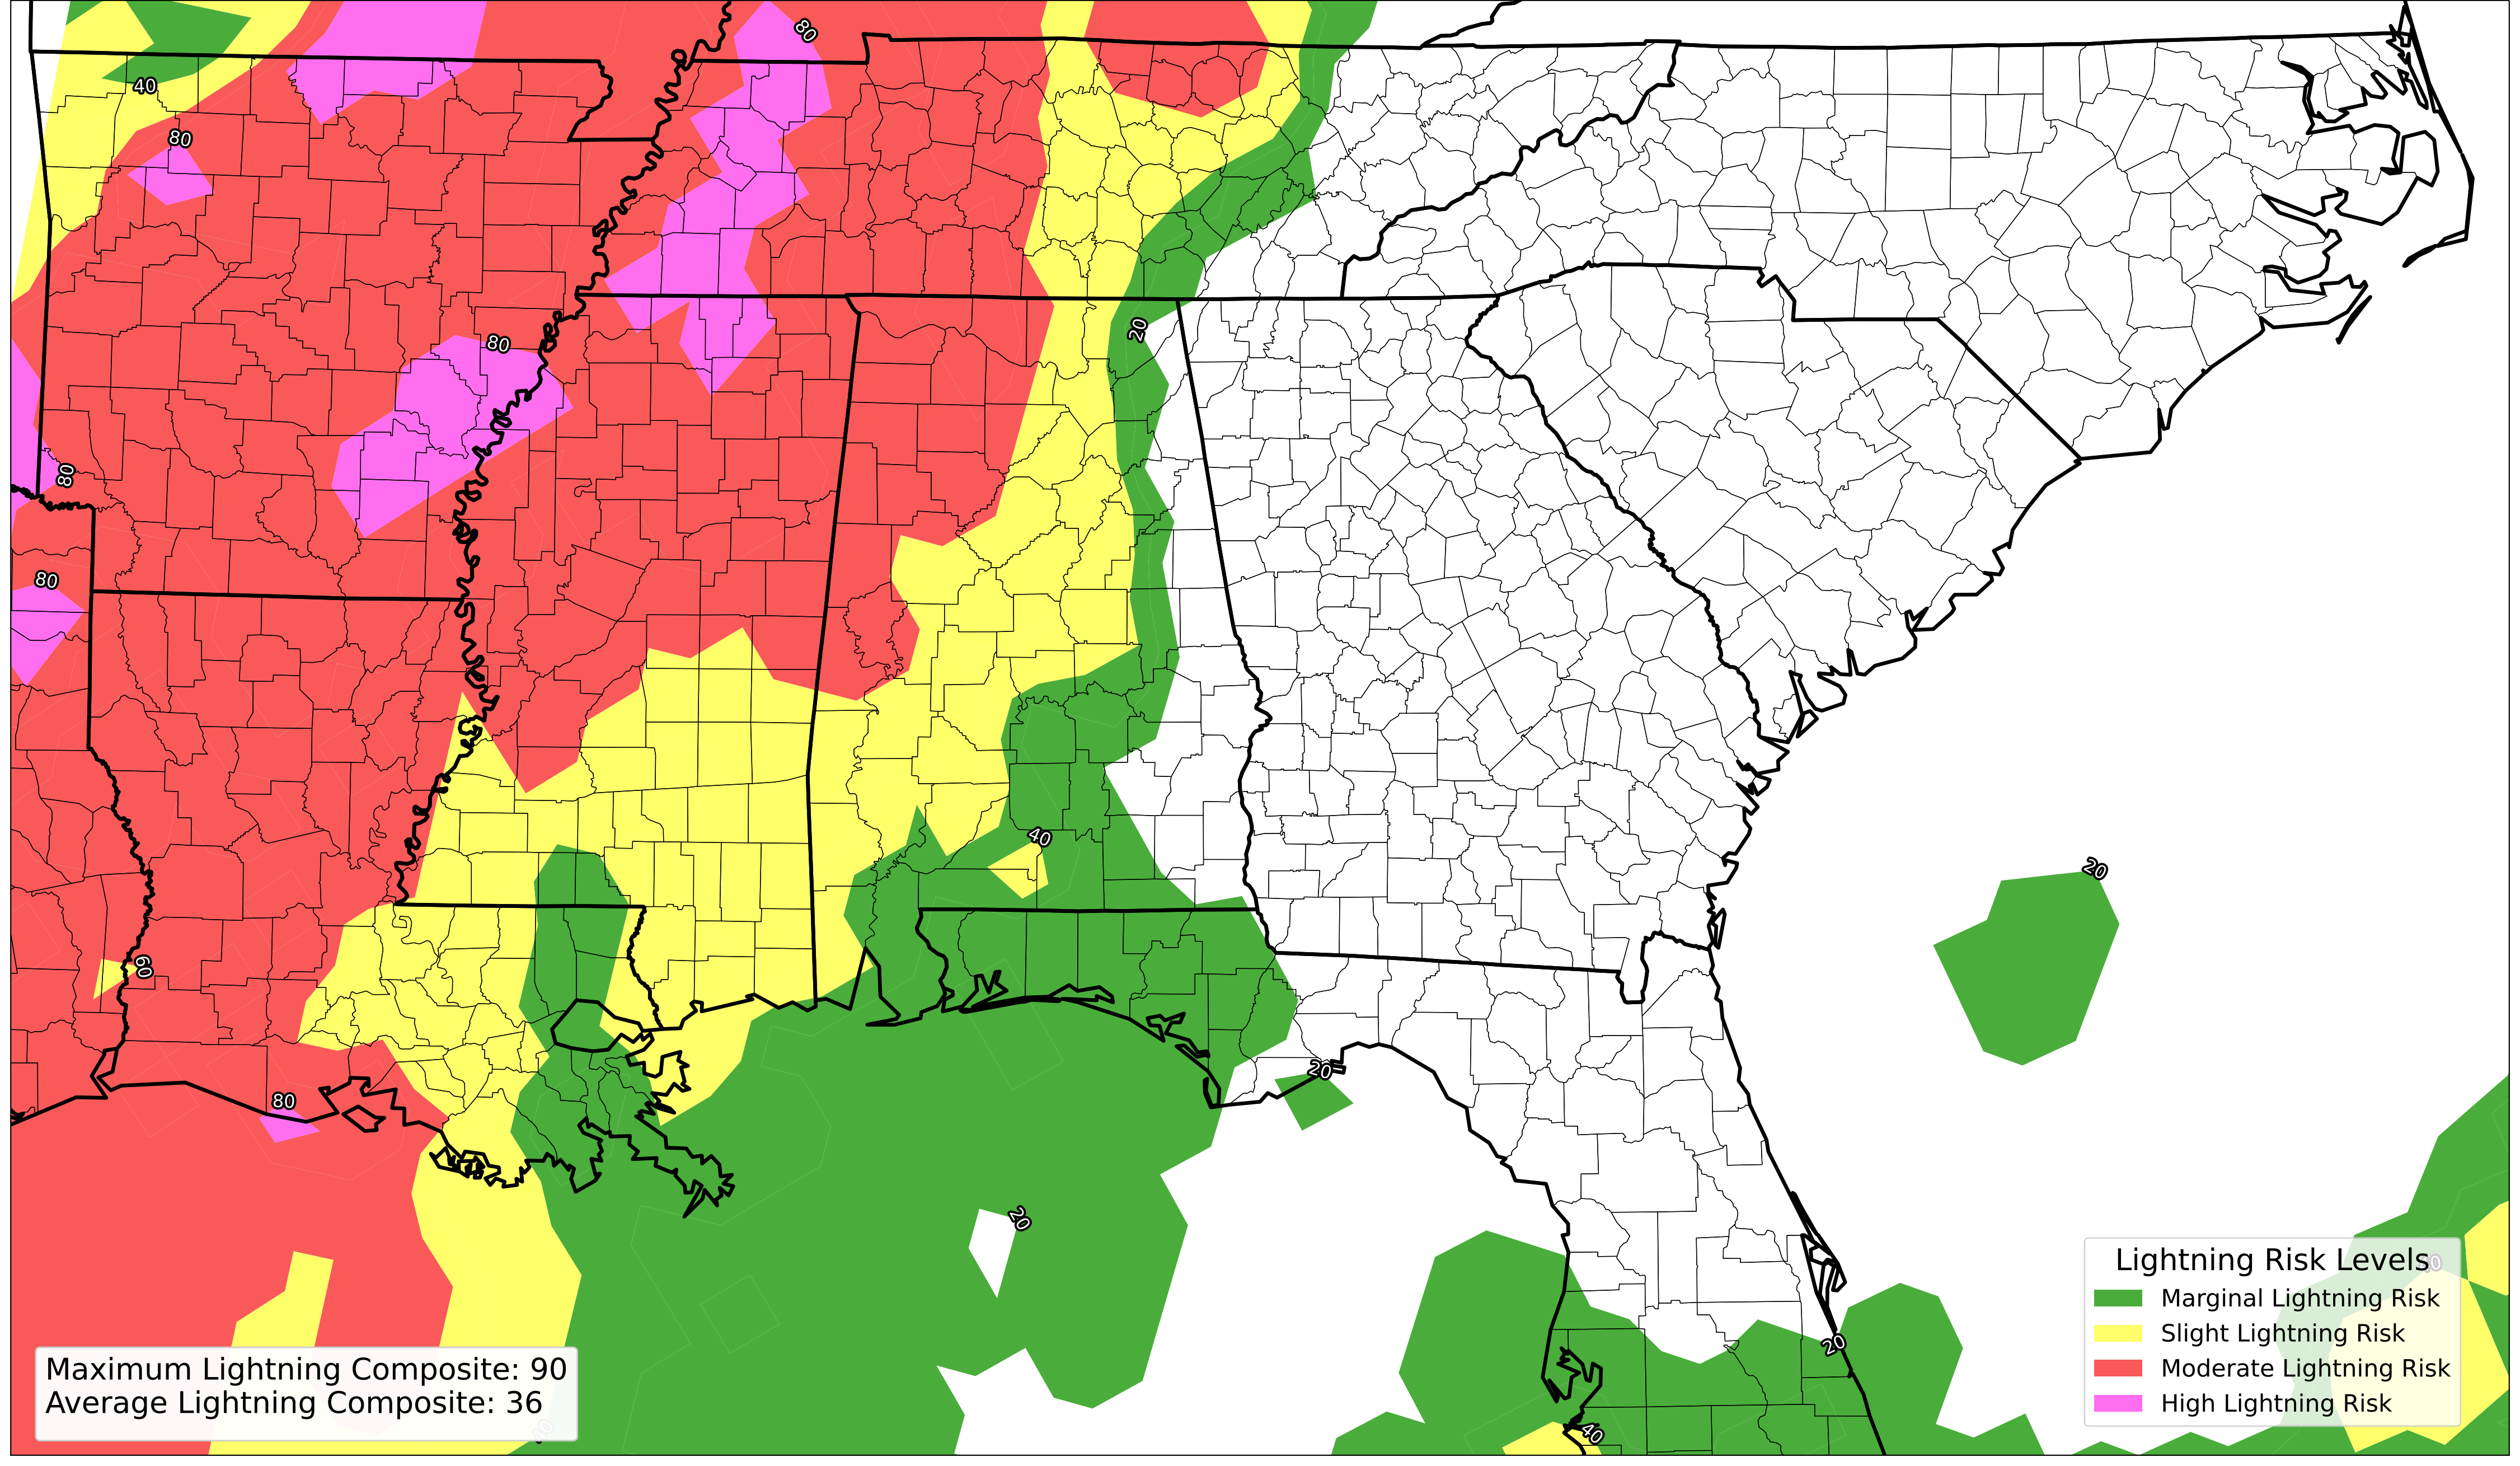 80
40
80
80
20
80
80
40
20
60
20
80
20
20
40
Lightning Risk Levels
Marginal Lightning Risk
Slight Lightning Risk
Moderate Lightning Risk
High Lightning Risk
Maximum Lightning Composite: 90
Average Lightning Composite: 36